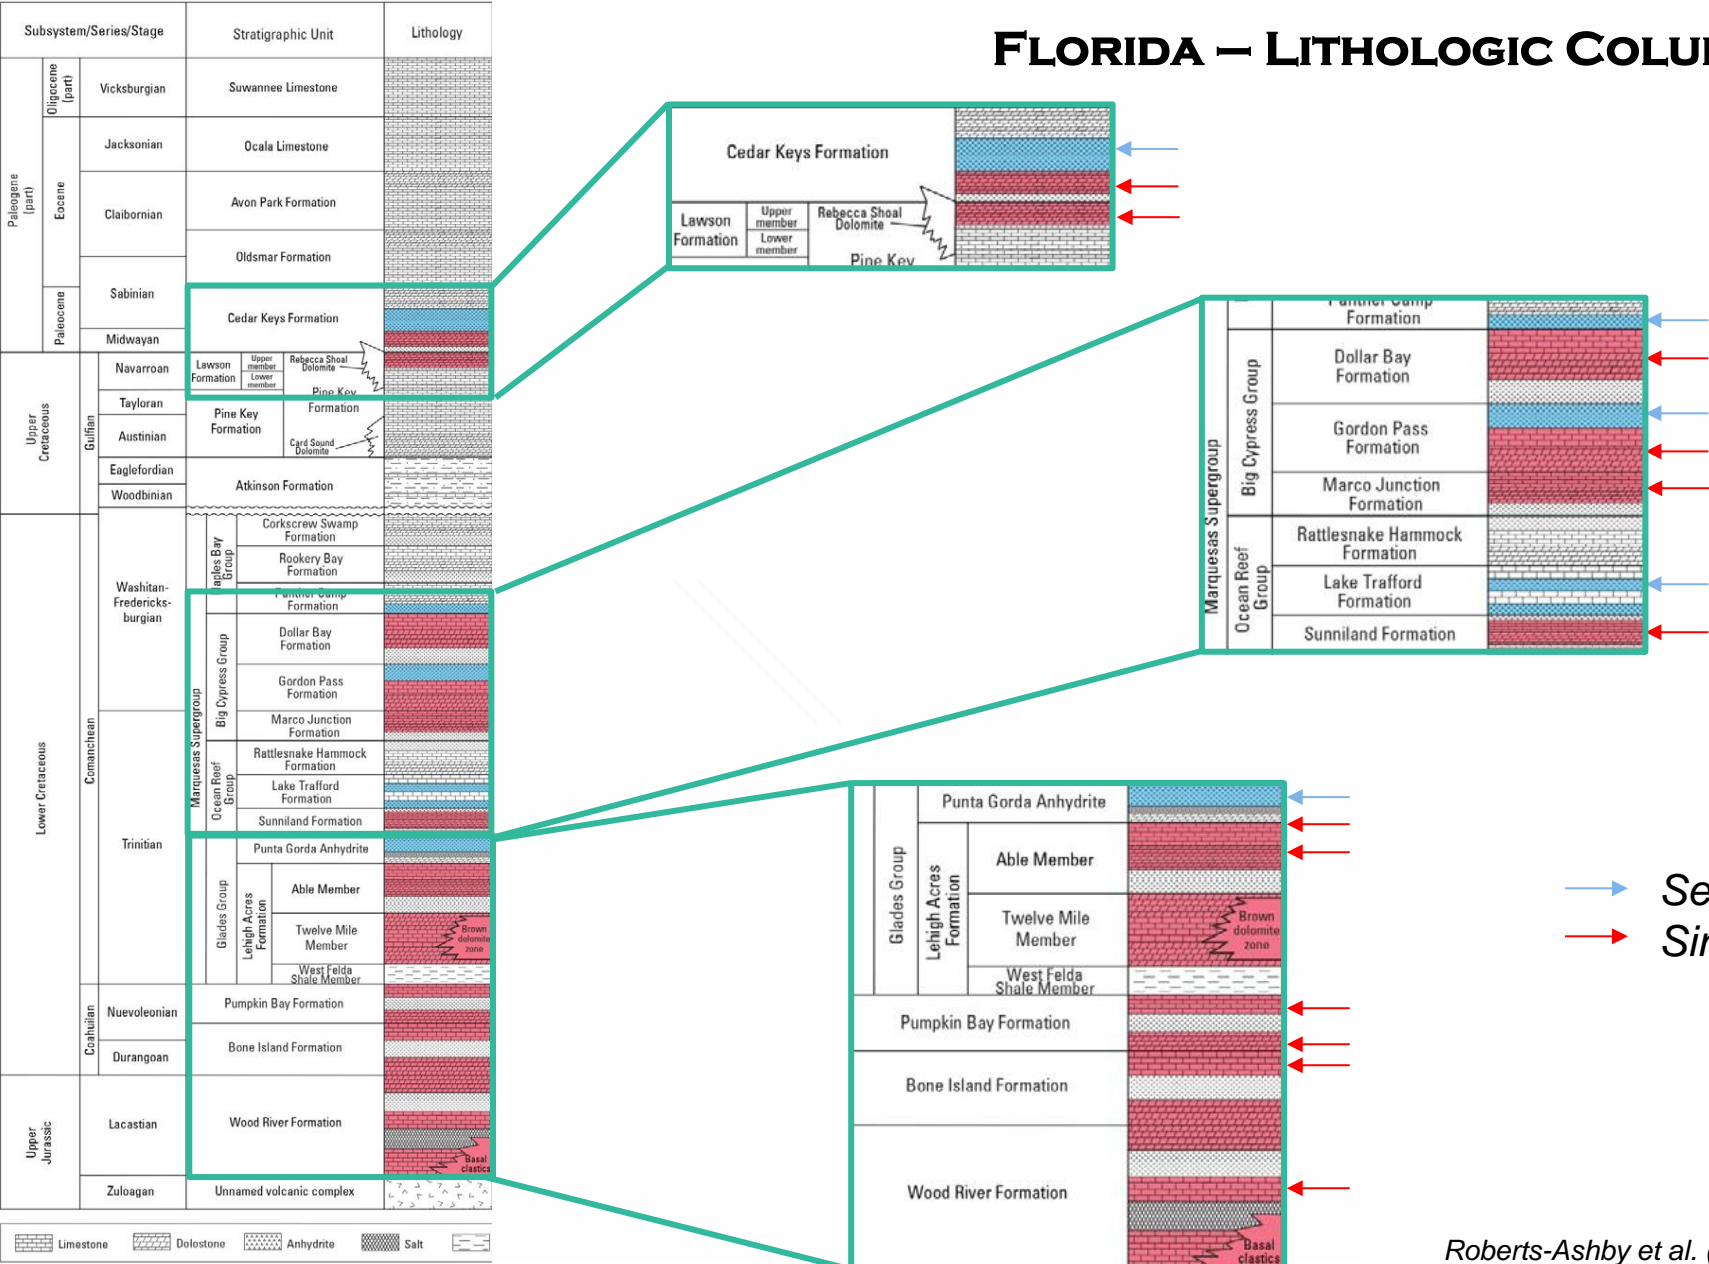 FLORIDA – LITHOLOGIC
Subsystem/Series/Stage
Stratigraphic Unit
Lithology
Paleogene
(part)
Oligocene
(part)
Vicksburgian
Suwannee Limestone
Eocene
Jacksonian
Ocala Limestone
Claibornian
Avon Park Formation
Oldsmar Formation
Paleocene
Sabinian
Cedar Keys Formation
Midwayan
Upper
Cretaceous
Gulfian
Navarroan
Lawson
Formation
Upper
member
Lower
member
Rebecca Shoal
Dolomite
Pine Key
Formation
Tayloran
Pine Key
Formation
Austinian
Card Sound
Dolomite
Eaglefordian
Atkinson Formation
Woodbinian
Lower Cretaceous
Comanchean
Washitan-
Fredericks-
burgian
Marquesas Supergroup
Group
Corkscrew Swamp
Formation
Rookery Bay
Formation
Formation
Big Cypress Group
Dollar Bay
Formation
Gordon Pass
Formation
Marco Junction
Formation
Trinitian
Ocean Reef
Group
Rattlesnake Hammock
Formation
Lake Trafford
Formation
Sunniland Formation
Glades Group
Punta Gorda Anhydrite
Lehigh Acres
Formation
Able Member
Twelve Mile
Member
Brown
dolomite
zone
West Felda
Shale Member
Coahuilan
Nuevoleonian
Pumpkin Bay Formation
Durangoan
Bone Island Formation
Upper
Jurassic
Lacastian
Wood River Formation
Basal
clastics
Zuloagan
Unnamed volcanic complex
Limestone
Dolostone
Anhydrite
Salt
Cedar Keys Formation
Lawson
Formation
Upper
member
Lower
member
Rebecca Shoal
Dolomite
Pine Key
Marquesas Supergroup
Formation
Big Cypress Group
Dollar Bay
Formation
Gordon Pass
Formation
Marco Junction
Formation
Ocean Reef
Group
Rattlesnake Hammock
Formation
Lake Trafford
Formation
Sunniland Formation
Glades Group
Punta Gorda Anhydrite
Lehigh Acres
Formation
Able Member
Twelve Mile
Member
Brown
dolomite
zone
West Felda
Shale Member
Pumpkin Bay Formation
Bone Island Formation
Wood River Formation
Basal
clastics
Roberts-Ashby et al.